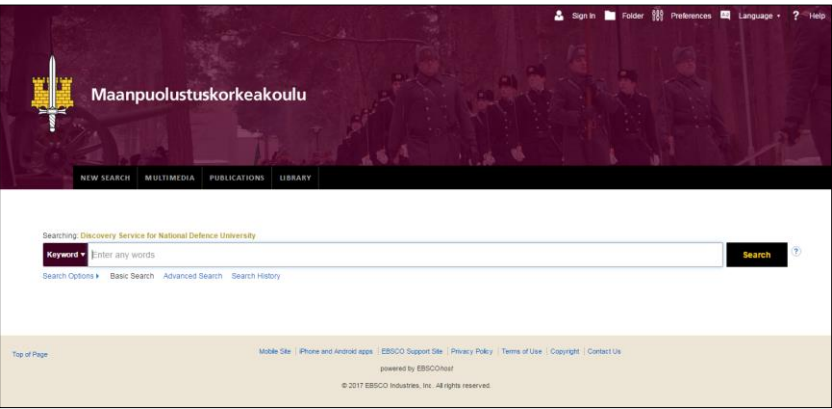 Sign In Folder Preferences Language ? Help
Maanpuolustuskorkeakoulu
NEW SEARCH MULTIMEDIA PUBLICATIONS LIBRARY
Searching: Discovery Service for National Defence University
Keyword Enter any words Search ?
Search Options Basic Search Advanced Search Search History
Top of Page
Mobile Site | iPhone and Android apps | EBSCO Support Site | Privacy Policy | Terms of Use | Copyright | Contact Us
powered by EBSCOhost
© 2017 EBSCO Industries, Inc. All rights reserved.